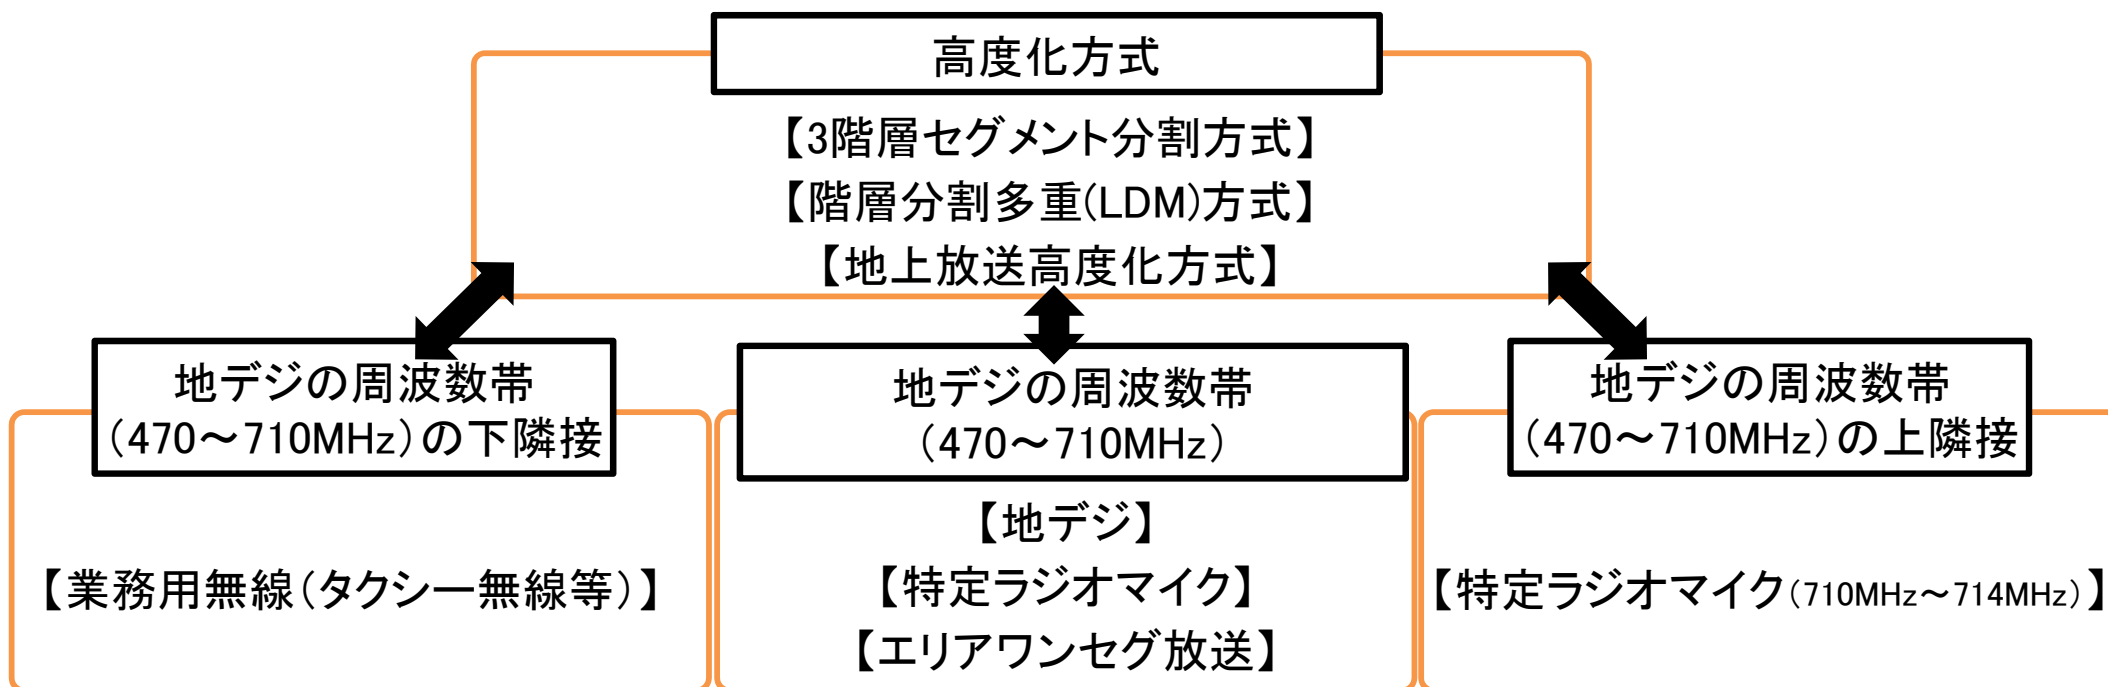 高度化方式
【3階層セグメント分割方式】
【階層分割多重(LDM)方式】
【地上放送高度化方式】
地デジの周波数帯
(470～710MHz)の下隣接
【業務用無線(タクシー無線等)】
地デジの周波数帯
(470～710MHz)
【地デジ】
【特定ラジオマイク】
【エリアワンセグ放送】
地デジの周波数帯
(470～710MHz)の上隣接
【特定ラジオマイク(710MHz～714MHz)】